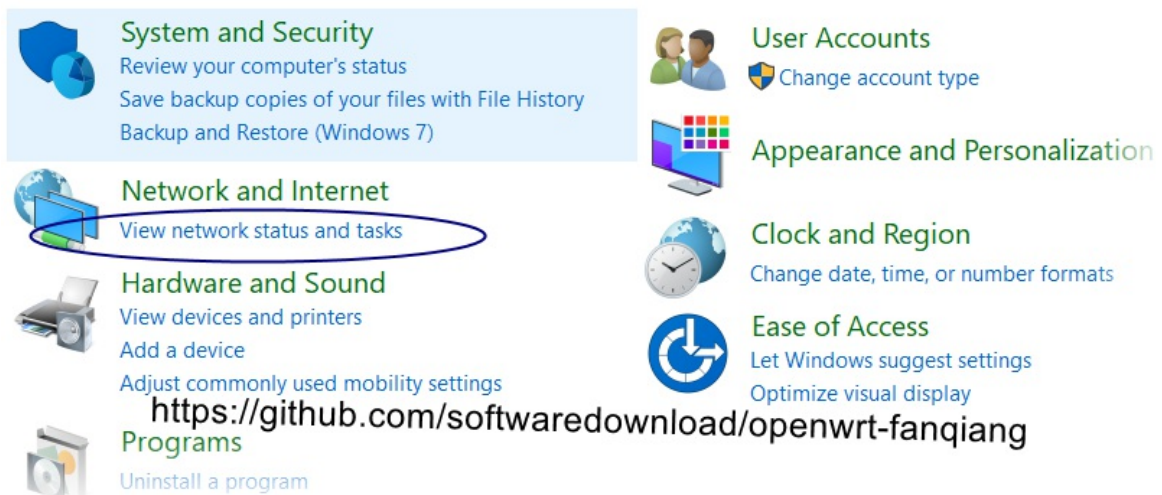 System and Security
Review your computer's status
Save backup copies of your files with File History
Backup and Restore (Windows 7)
Network and Internet
View network status and tasks
Hardware and Sound
View devices and printers
Add a device
Adjust commonly used mobility settings
Programs
Uninstall a program
User Accounts
Change account type
Appearance and Personalization
Clock and Region
Change date, time, or number formats
Ease of Access
Let Windows suggest settings
Optimize visual display
https://github.com/softwaredownload/openwrt-fanqiang